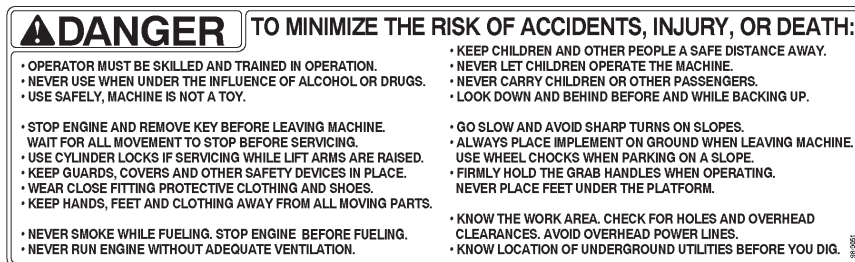 DANGER TO MINIMIZE THE RISK OF ACCIDENTS, INJURY, OR DEATH:
• OPERATOR MUST BE SKILLED AND TRAINED IN OPERATION.
• NEVER USE WHEN UNDER THE INFLUENCE OF ALCOHOL OR DRUGS.
• USE SAFELY, MACHINE IS NOT A TOY.
• STOP ENGINE AND REMOVE KEY BEFORE LEAVING MACHINE.
WAIT FOR ALL MOVEMENT TO STOP BEFORE SERVICING.
• USE CYLINDER LOCKS IF SERVICING WHILE LIFT ARMS ARE RAISED.
• KEEP GUARDS, COVERS AND OTHER SAFETY DEVICES IN PLACE.
• WEAR CLOSE FITTING PROTECTIVE CLOTHING AND SHOES.
• KEEP HANDS, FEET AND CLOTHING AWAY FROM ALL MOVING PARTS.
• NEVER SMOKE WHILE FUELING. STOP ENGINE BEFORE FUELING.
• NEVER RUN ENGINE WITHOUT ADEQUATE VENTILATION.
• KEEP CHILDREN AND OTHER PEOPLE A SAFE DISTANCE AWAY.
• NEVER LET CHILDREN OPERATE THE MACHINE.
• NEVER CARRY CHILDREN OR OTHER PASSENGERS.
• LOOK DOWN AND BEHIND BEFORE AND WHILE BACKING UP.
• GO SLOW AND AVOID SHARP TURNS ON SLOPES.
• ALWAYS PLACE IMPLEMENT ON GROUND WHEN LEAVING MACHINE.
USE WHEEL CHOCKS WHEN PARKING ON A SLOPE.
• FIRMLY HOLD THE GRAB HANDLES WHEN OPERATING.
NEVER PLACE FEET UNDER THE PLATFORM.
• KNOW THE WORK AREA. CHECK FOR HOLES AND OVERHEAD
CLEARANCES. AVOID OVERHEAD POWER LINES.
• KNOW LOCATION OF UNDERGROUND UTILITIES BEFORE YOU DIG.